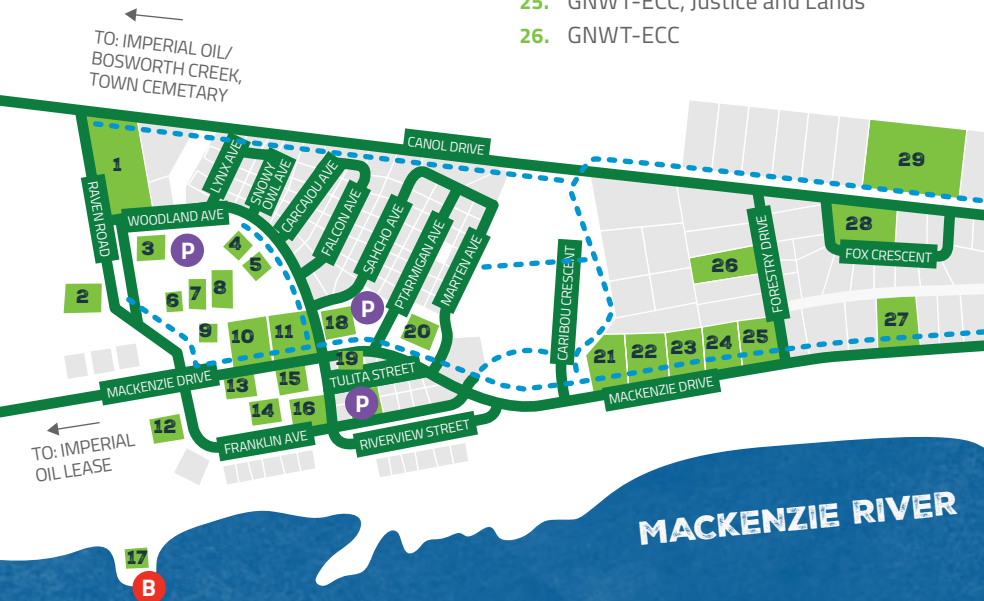 25. GNWT-ECC, Justice and Lands
26. GNWT-ECC
TO: IMPERIAL OIL/
BOSWORTH CREEK,
TOWN CEMETARY
CANOL DRIVE
1
29
LYNX AVE
SNOWY
OWL AVE
CARCAJOU AVE
FALCON AVE
SAHCHO AVE
PTARMIGAN AVE
MARTEN AVE
RAVEN ROAD
WOODLAND AVE
28
FOX CRESCENT
FORESTRY DRIVE
CARIBOU CRESCENT
3
P
4
5
26
2
6
7
8
P
27
9
10
11
18
20
21
22
23
24
25
19
MACKENZIE DRIVE
13
15
TULITA STREET
MACKENZIE DRIVE
P
14
16
12
FRANKLIN AVE
RIVERVIEW STREET
TO: IMPERIAL
OIL LEASE
MACKENZIE RIVER
17
B